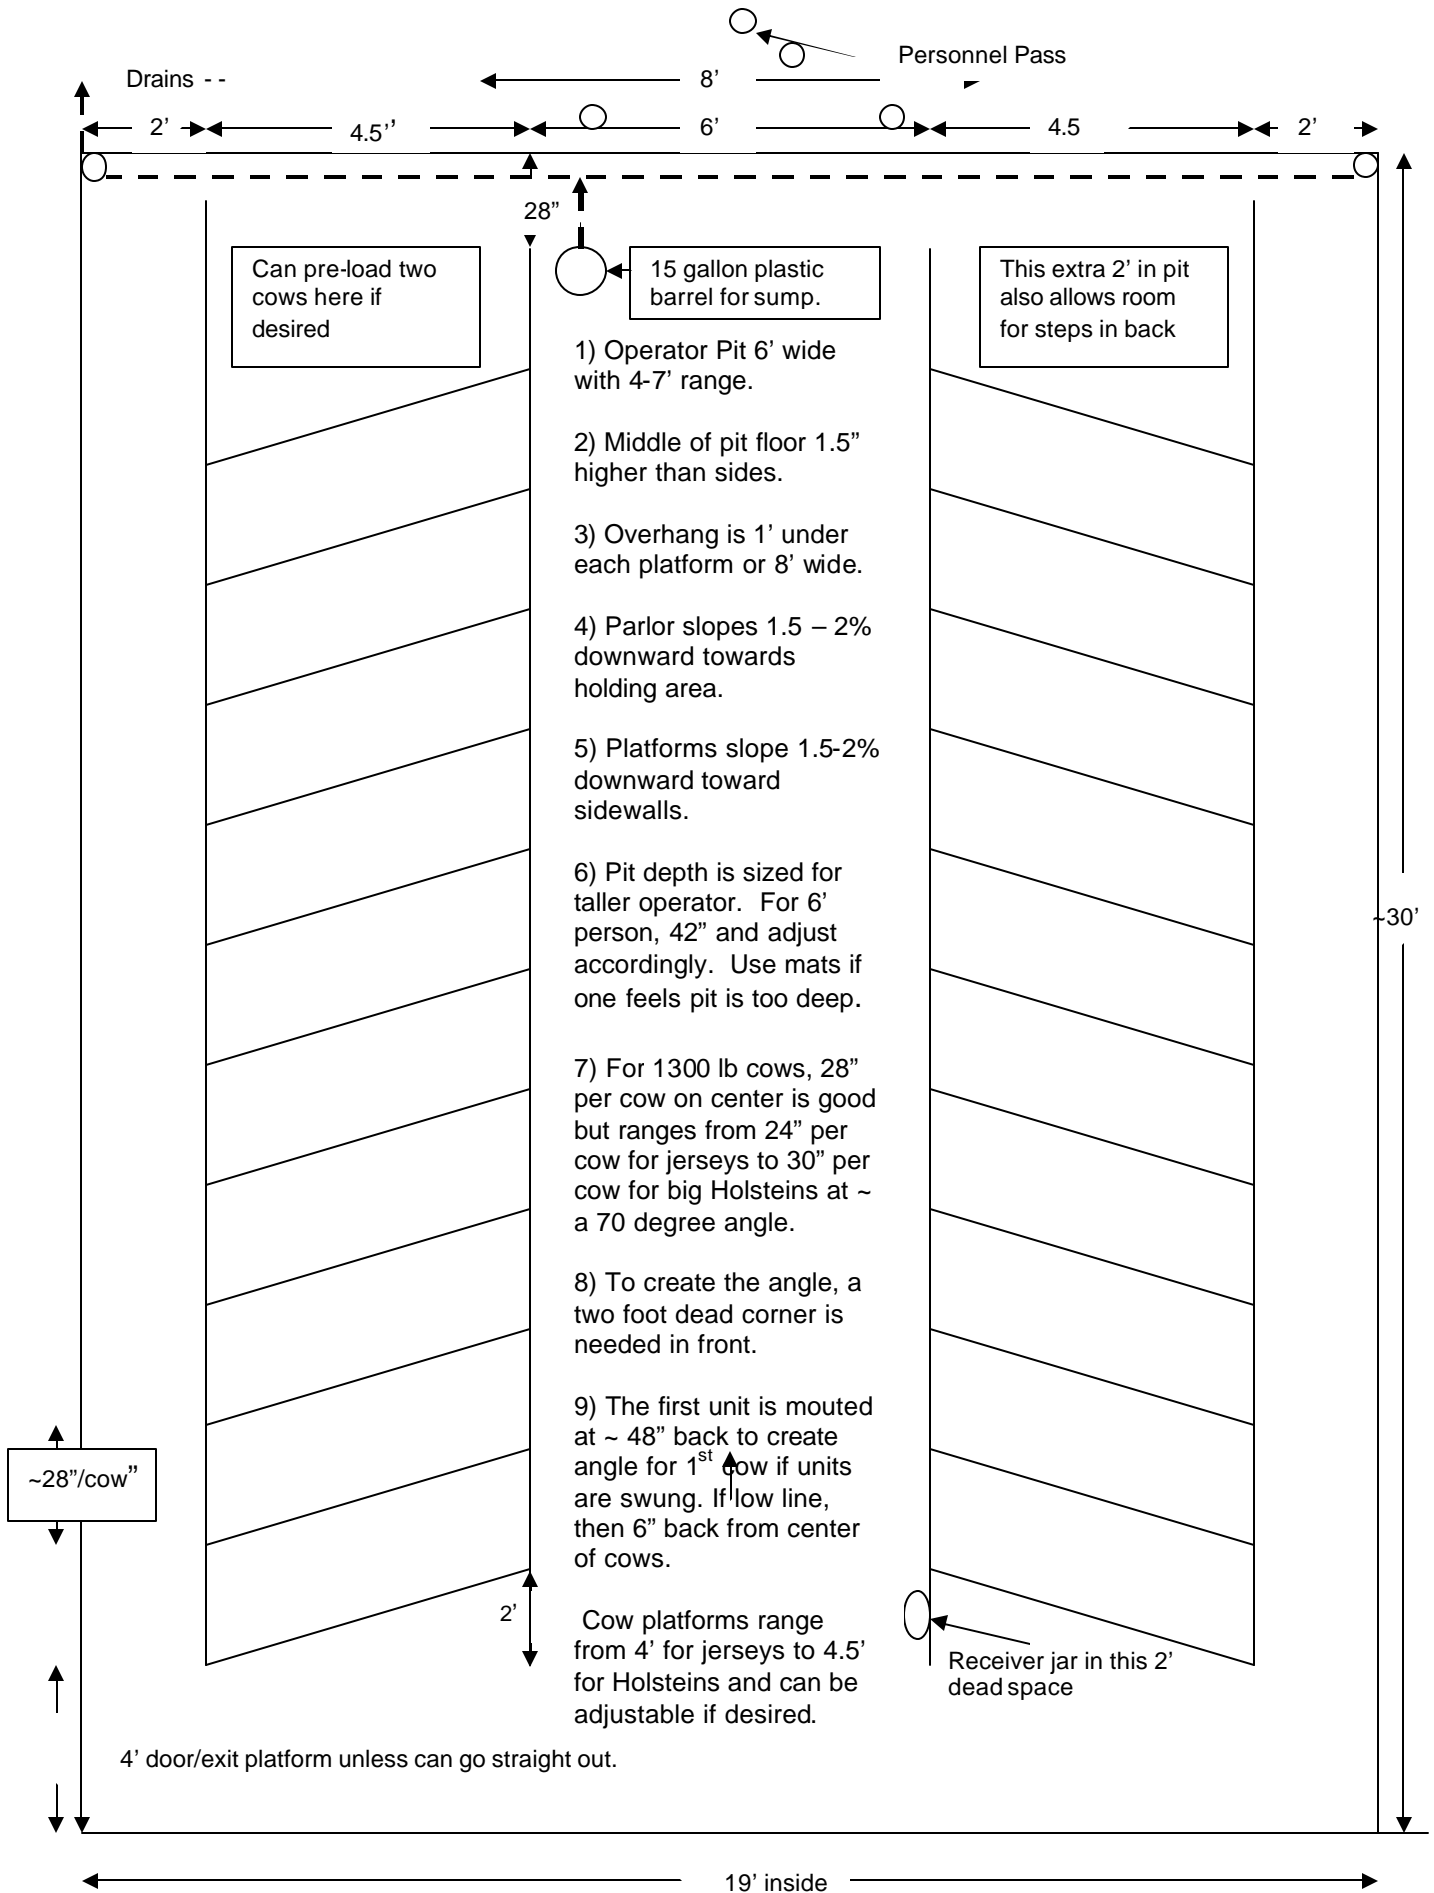 Personnel Pass
Drains - -
8’
2’
4.5’’
6’
4.5
2’
28”
Can pre-load two
cows here if
desired
15 gallon plastic
barrel for sump.
This extra 2’ in pit
also allows room
for steps in back
1) Operator Pit 6’ wide
with 4-7’ range.
2) Middle of pit floor 1.5”
higher than sides.
3) Overhang is 1’ under
each platform or 8’ wide.
4) Parlor slopes 1.5 – 2%
downward towards
holding area.
5) Platforms slope 1.5-2%
downward toward
sidewalls.
6) Pit depth is sized for
taller operator.  For 6’
person, 42” and adjust
accordingly.  Use mats if
one feels pit is too deep.
~30’
7) For 1300 lb cows, 28”
per cow on center is good
but ranges from 24” per
cow for jerseys to 30” per
cow for big Holsteins at ~
a 70 degree angle.
8) To create the angle, a
two foot dead corner is
needed in front.
9) The first unit is mouted
at ~ 48” back to create
angle for 1st cow if units
are swung. If low line,
then 6” back from center
of cows.
~28”/cow”
2’
Cow platforms range
from 4’ for jerseys to 4.5’
for Holsteins and can be
adjustable if desired.
Receiver jar in this 2’
dead space
4’ door/exit platform unless can go straight out.
19’ inside